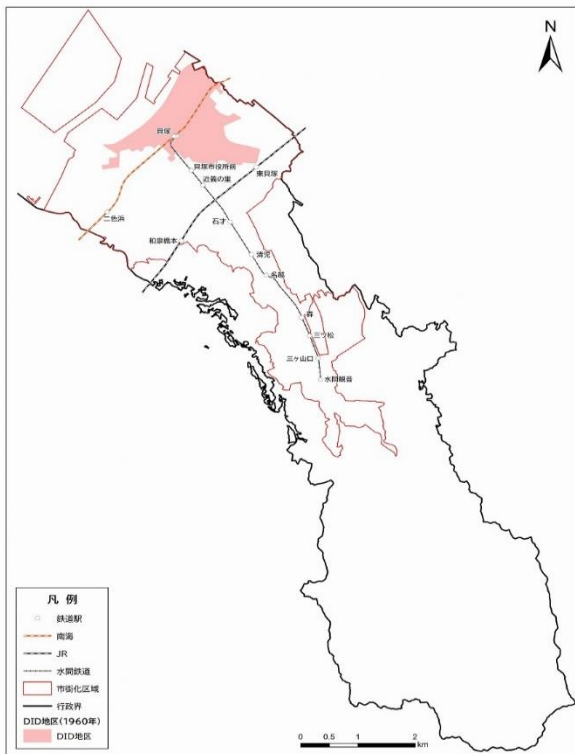 N
貝塚
貝塚市役所前
近義の里
東貝塚
二色浜
石才
和泉橋本
清児
名越
森
三ツ松
三ケ山口
水間観音
凡 例
鉄道駅
南海
JR
水間鉄道
市街化区域
行政界
DID地区(1960年)
DID地区
0 0.5 1 2
km